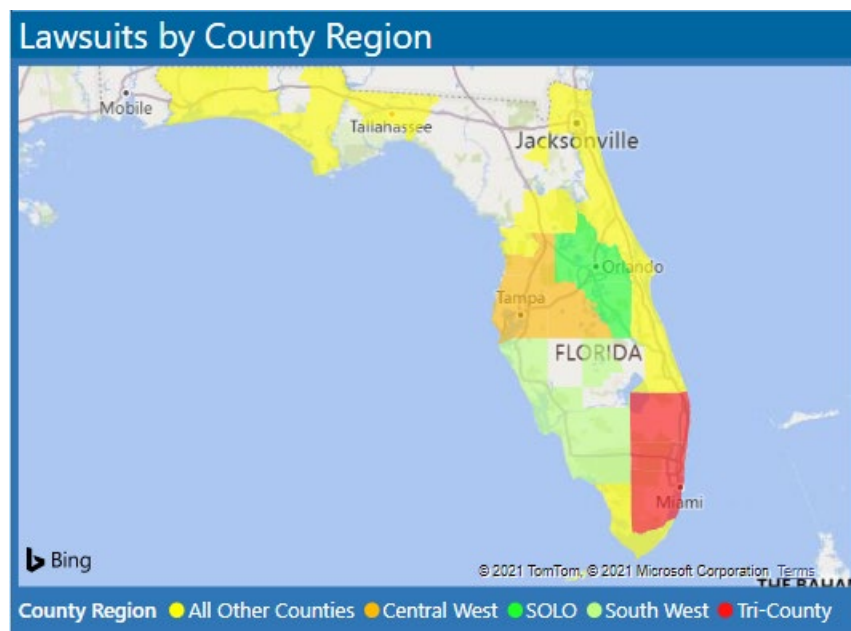 Lawsuits by County Region
Mobile
Tallahassee
Jacksonville
Orlando
Tampa
FLORIDA
Miami
Bing
© 2021 TomTom, © 2021 Microsoft Corporation Terms
THE BAHAM
County Region All Other Counties Central West SOLO South West Tri-County